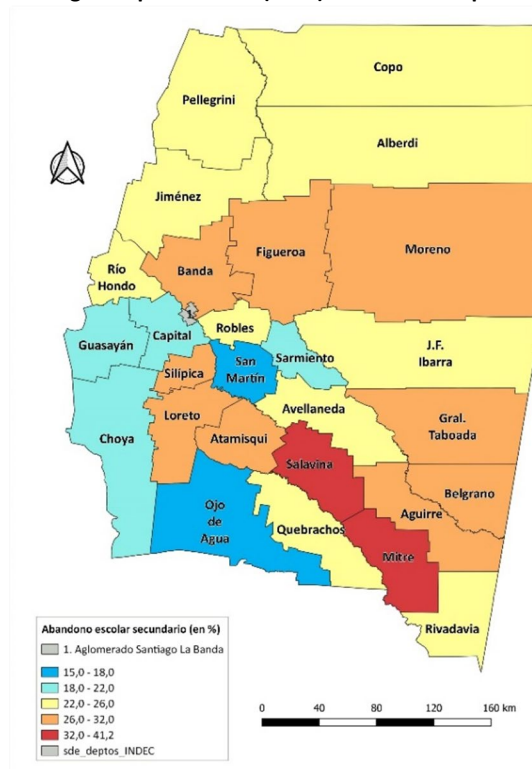 Copo
Pellegrini
Alberdi
Jiménez
Figueroa
Moreno
Banda
Río
Hondo
1
Robles
Capital
Guasayán
Sarmiento
J.F.
Ibarra
San
Martín
Silípica
Avellaneda
Loreto
Gral.
Taboada
Choya
Atamisqui
Salavina
Belgrano
Aguirre
Ojo
de
Agua
Quebrachos
Mitre
Rivadavia
Abandono escolar secundario (en %)
1. Aglomerado Santiago La Banda
15,0 - 18,0
18,0 - 22,0
22,0 - 26,0
26,0 - 32,0
32,0 - 41,2
sde_deptos_INDEC
0 40 80 120 160 km